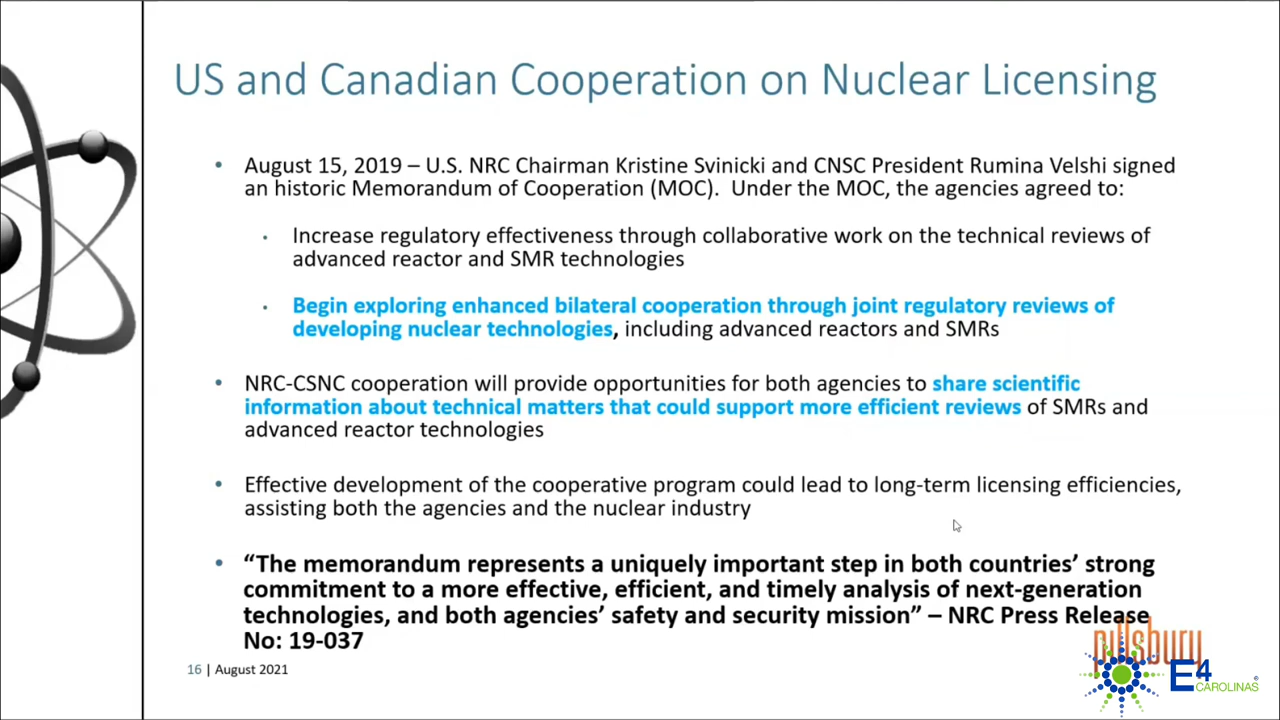 US and Canadian Cooperation on Nuclear Licensing
• August 15, 2019 – U.S. NRC Chairman Kristine Svinicki and CNSC President Rumina Velshi signed
an historic Memorandum of Cooperation (MOC). Under the MOC, the agencies agreed to:
• Increase regulatory effectiveness through collaborative work on the technical reviews of
advanced reactor and SMR technologies
• Begin exploring enhanced bilateral cooperation through joint regulatory reviews of
developing nuclear technologies, including advanced reactors and SMRs
• NRC-CSNC cooperation will provide opportunities for both agencies to share scientific
information about technical matters that could support more efficient reviews of SMRs and
advanced reactor technologies
• Effective development of the cooperative program could lead to long-term licensing efficiencies,
assisting both the agencies and the nuclear industry
• “The memorandum represents a uniquely important step in both countries’ strong
commitment to a more effective, efficient, and timely analysis of next-generation
technologies, and both agencies’ safety and security mission” – NRC Press Release
No: 19-037
16 | August 2021
pillsbury
E4
CAROLINAS